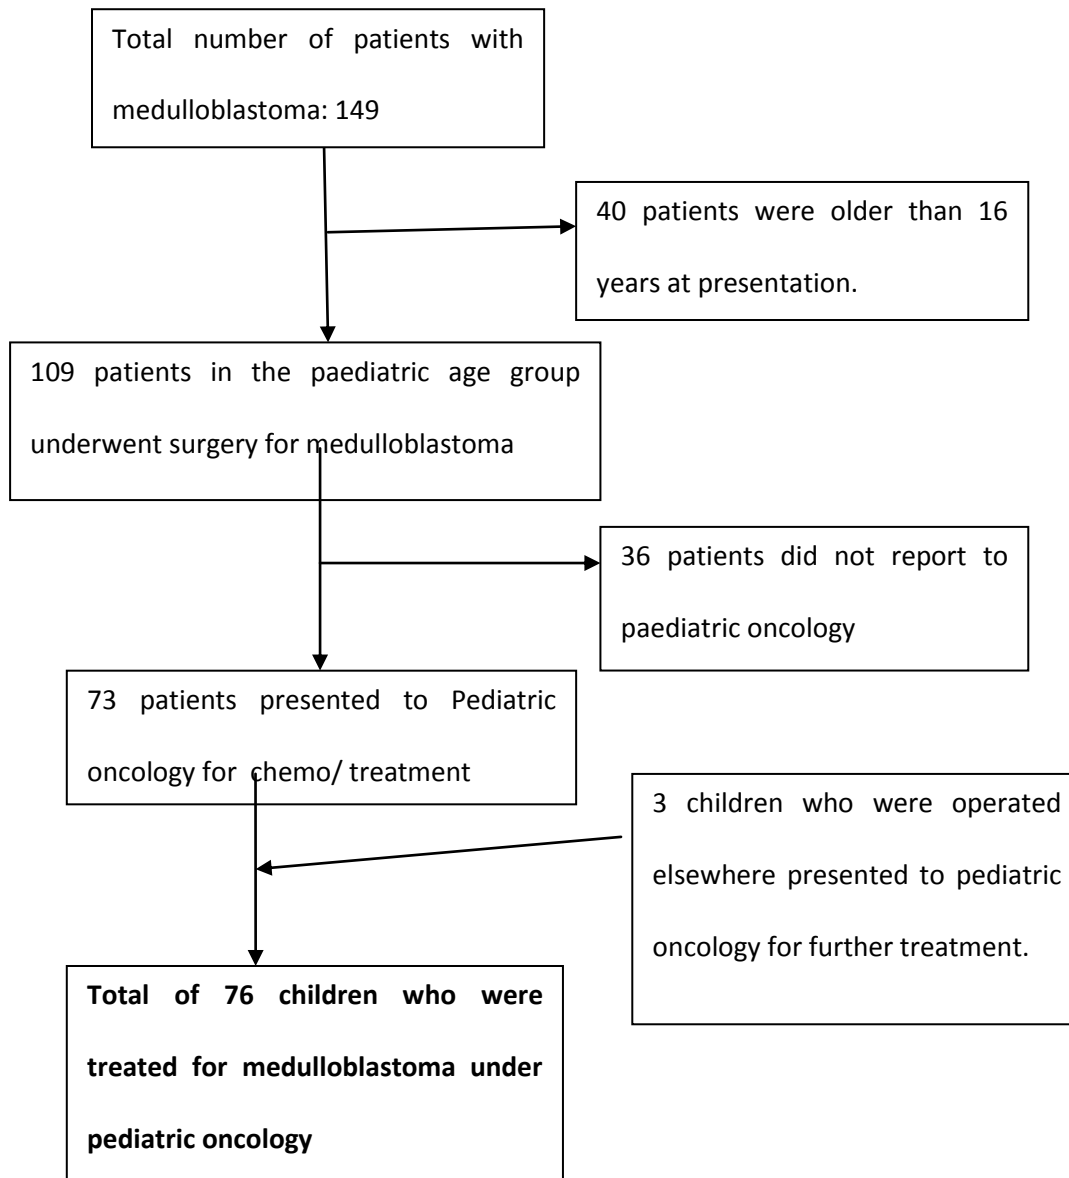 Total number of patients with
medulloblastoma: 149
40 patients were older than 16
years at presentation.
109 patients in the paediatric age group
underwent surgery for medulloblastoma
36 patients did not report to
paediatric oncology
73 patients presented to Pediatric
oncology for chemo/ treatment
3 children who were operated
elsewhere presented to pediatric
oncology for further treatment.
Total of 76 children who were
treated for medulloblastoma under
pediatric oncology